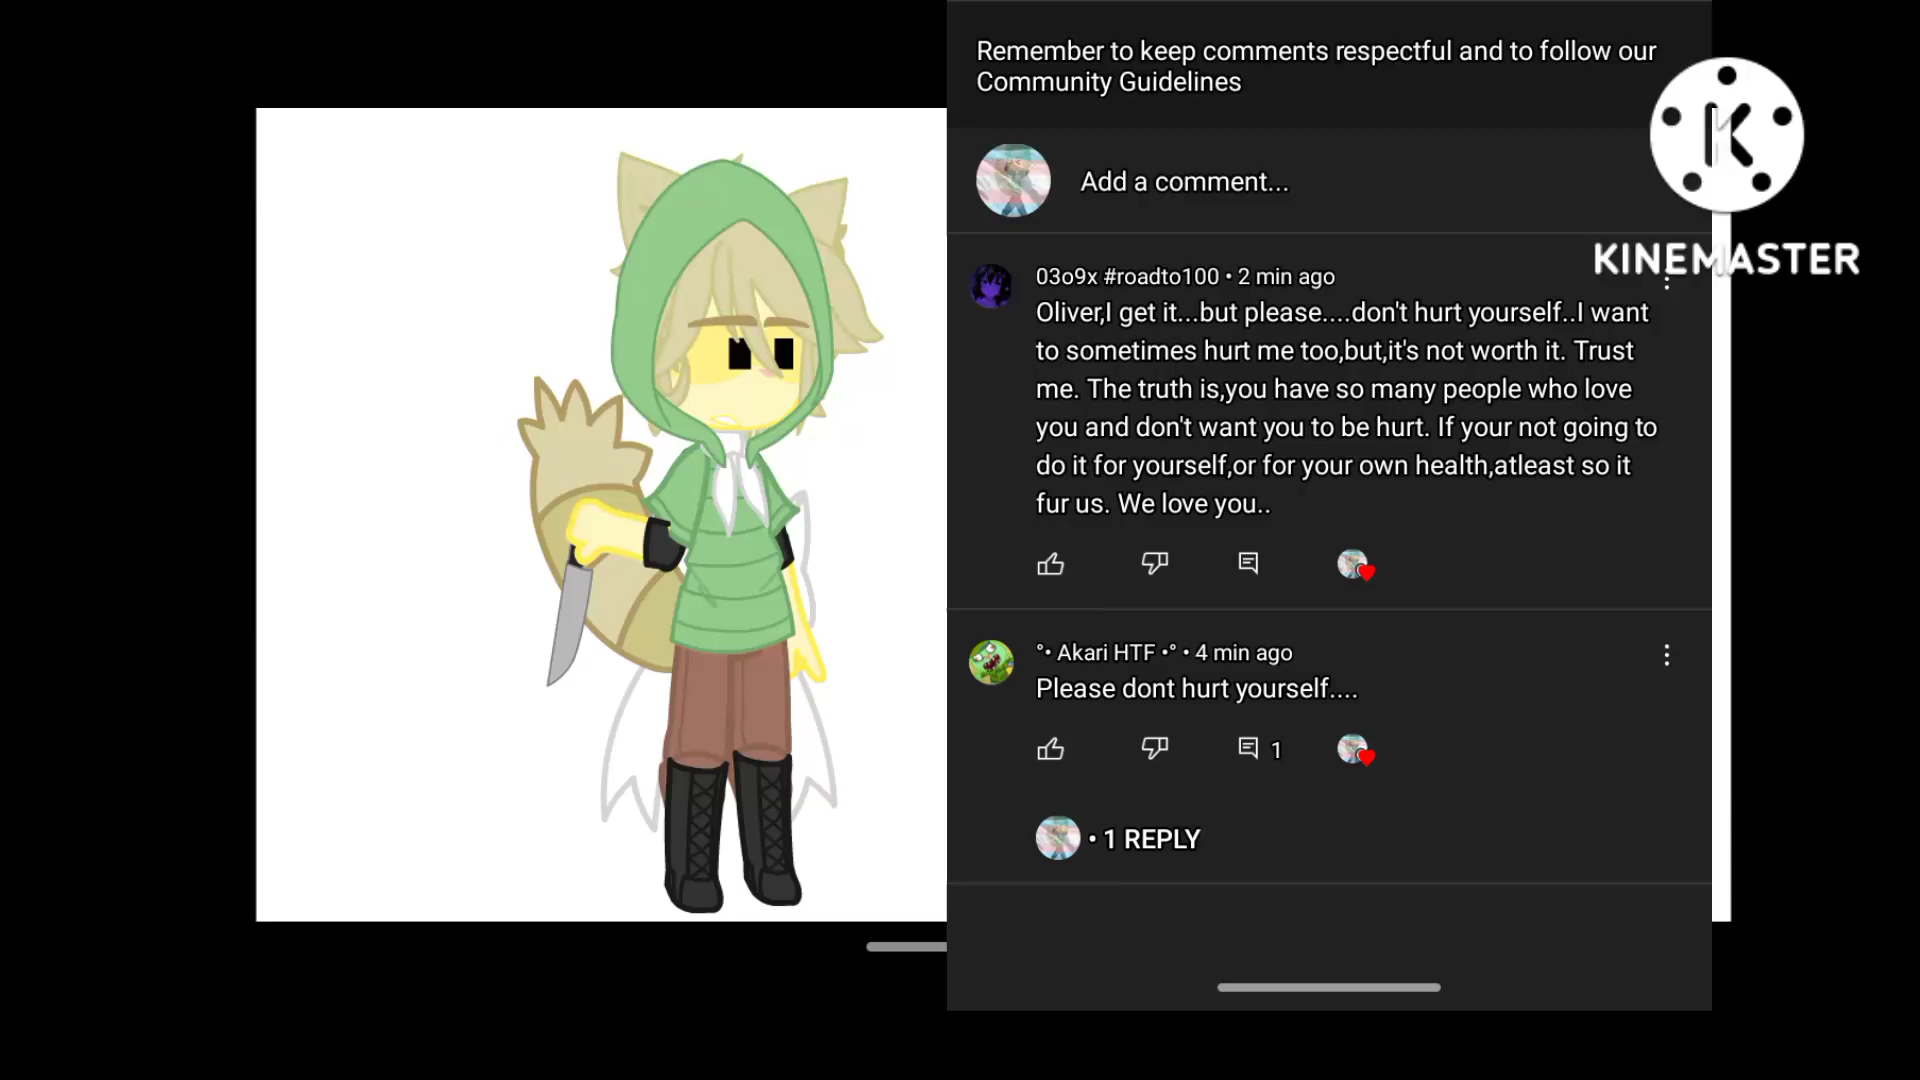 Remember to keep comments respectful and to follow our
Community Guidelines
Add a comment...
K
KINEMASTER
03o9x #roadto100 • 2 min ago
Oliver,I get it...but please....don't hurt yourself..I want
to sometimes hurt me too,but,it's not worth it. Trust
me. The truth is,you have so many people who love
you and don't want you to be hurt. If your not going to
do it for yourself,or for your own health,atleast so it
fur us. We love you..
°• Akari HTF •° • 4 min ago
Please dont hurt yourself....
1
• 1 REPLY